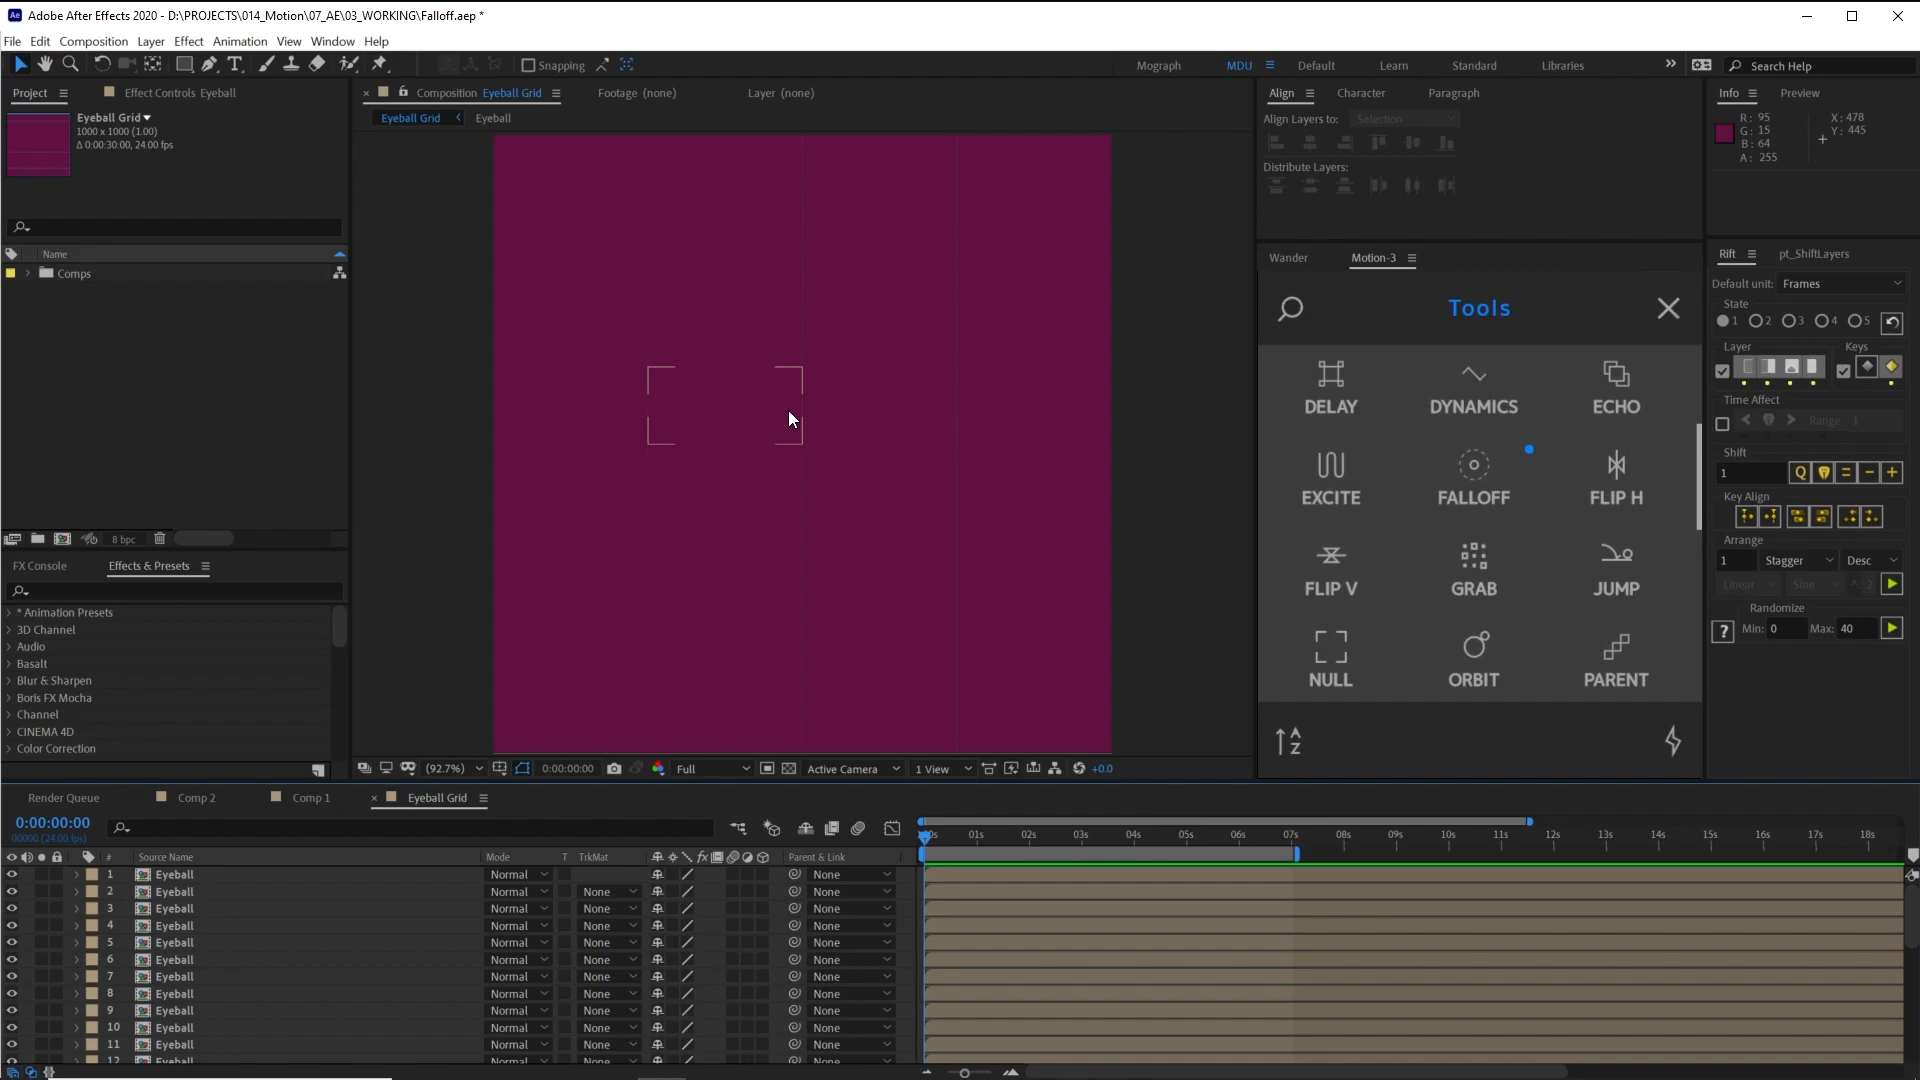 Adobe After Effects 2020 - D:\PROJECTS\014_Motion\07_AE\03_WORKING\Falloff.aep *
File Edit Composition Layer Effect Animation View Window Help
Snapping
Mograph MDU Default Learn Standard Libraries
Search Help
Project
Effect Controls Eyeball
Eyeball Grid
1000 x 1000 (1.00)
Δ 0:00:30:00, 24.00 fps
Name
Comps
8 bpc
FX Console Effects & Presets
* Animation Presets
3D Channel
Audio
Basalt
Blur & Sharpen
Boris FX Mocha
Channel
CINEMA 4D
Color Correction
Composition Eyeball Grid Footage (none) Layer (none)
Eyeball Grid Eyeball
(92.7%) 0:00:00:00 Full Active Camera 1 View +0.0
Align Character Paragraph
Align Layers to: Selection
Distribute Layers:
Wander Motion-3
Tools
DELAY DYNAMICS ECHO
EXCITE FALLOFF FLIP H
FLIP V GRAB JUMP
NULL ORBIT PARENT
A
Z
Info Preview
R: 95 X: 478
G: 15 Y: 445
B: 64
A: 255
Rift pt_ShiftLayers
Default unit: Frames
State
1 2 3 4 5
Layer Keys
Time Affect
Range 1
Shift
1 Q = − +
Key Align
Arrange
1 Stagger Desc
Linear Sine 2
Randomize
? Min: 0 Max: 40
Render Queue Comp 2 Comp 1 Eyeball Grid
0:00:00:00
00000 (24.00 fps)
# Source Name Mode T TrkMat fx Parent & Link
01s 02s 03s 04s 05s 06s 07s 08s 09s 10s 11s 12s 13s 14s 15s 16s 17s 18s
1 Eyeball Normal None
2 Eyeball Normal None None
3 Eyeball Normal None None
4 Eyeball Normal None None
5 Eyeball Normal None None
6 Eyeball Normal None None
7 Eyeball Normal None None
8 Eyeball Normal None None
9 Eyeball Normal None None
10 Eyeball Normal None None
11 Eyeball Normal None None
12 Eyeball Normal None None